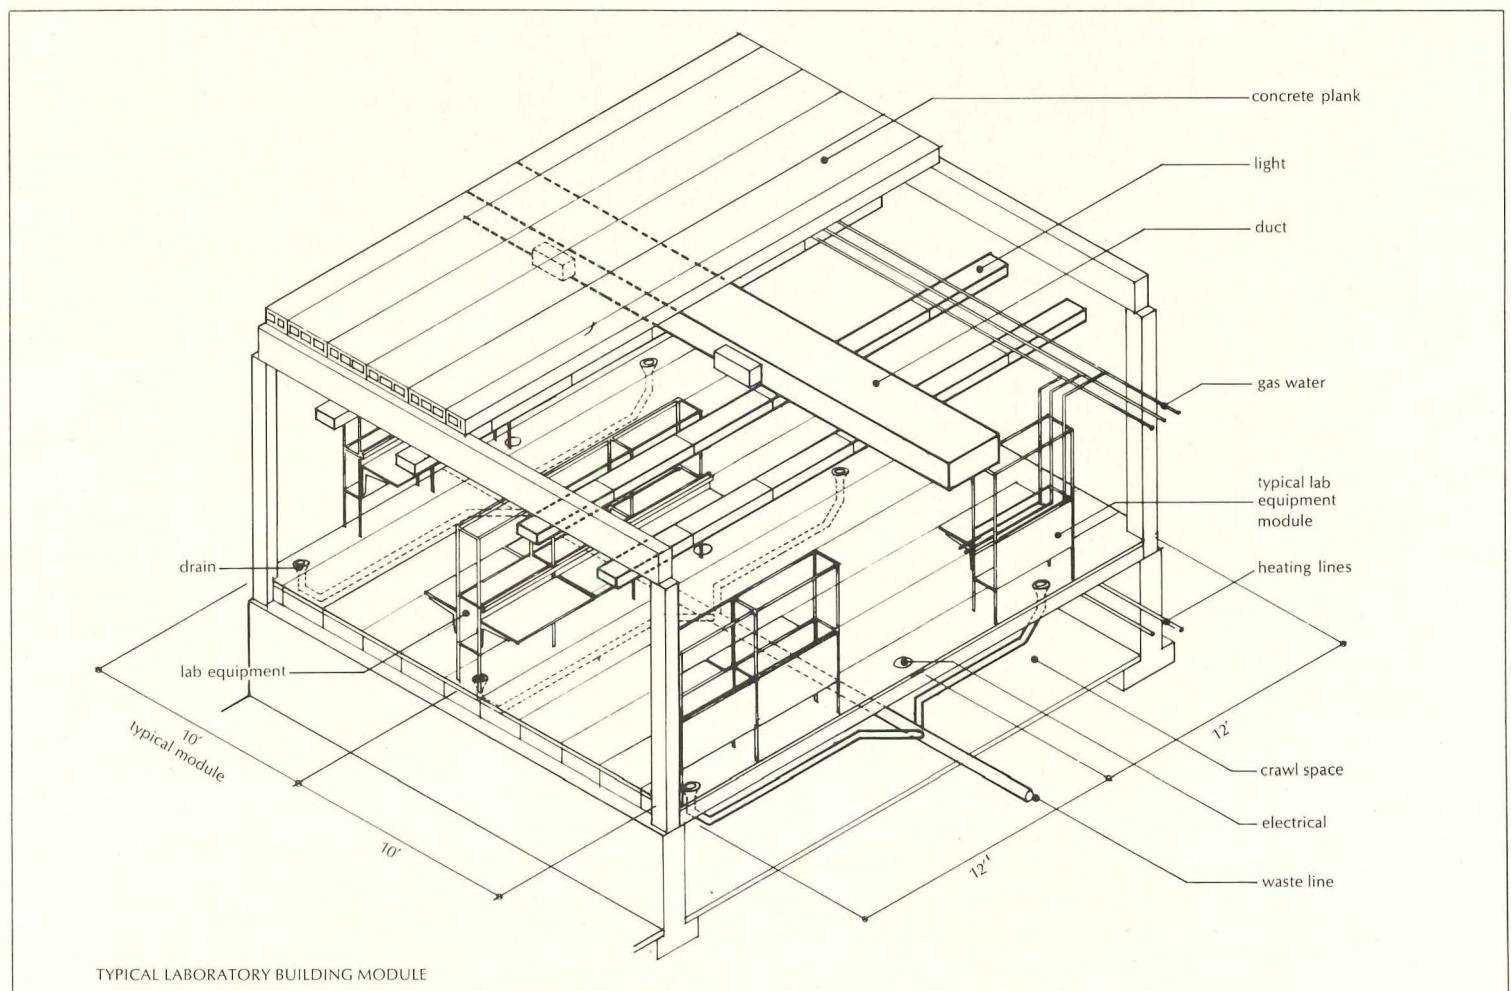 concrete plank
light
duct
gas water
typical lab
equipment
module
heating lines
drain
lab equipment
10'
typical module
10'
12'
12''
crawl space
electrical
waste line
TYPICAL LABORATORY BUILDING MODULE